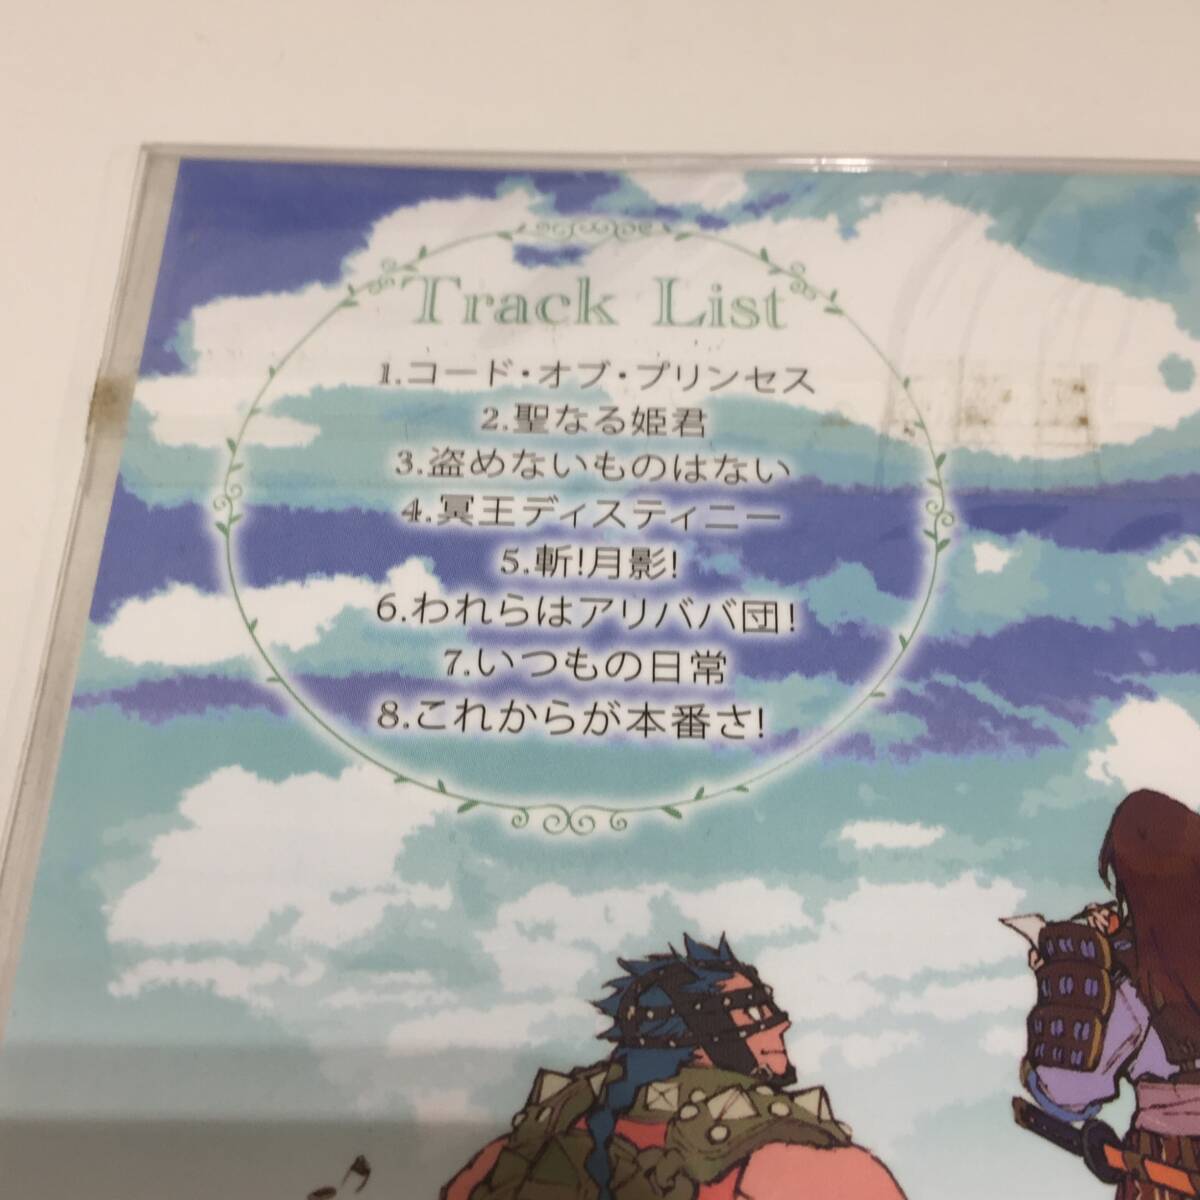 Track List
1.コード・オブ・プリンセス
2.聖なる姫君
3.盗めないものはない
4.冥王ディスティニー
5.斬!月影!
6.われらはアリババ団!
7.いつもの日常
8.これからが本番さ!